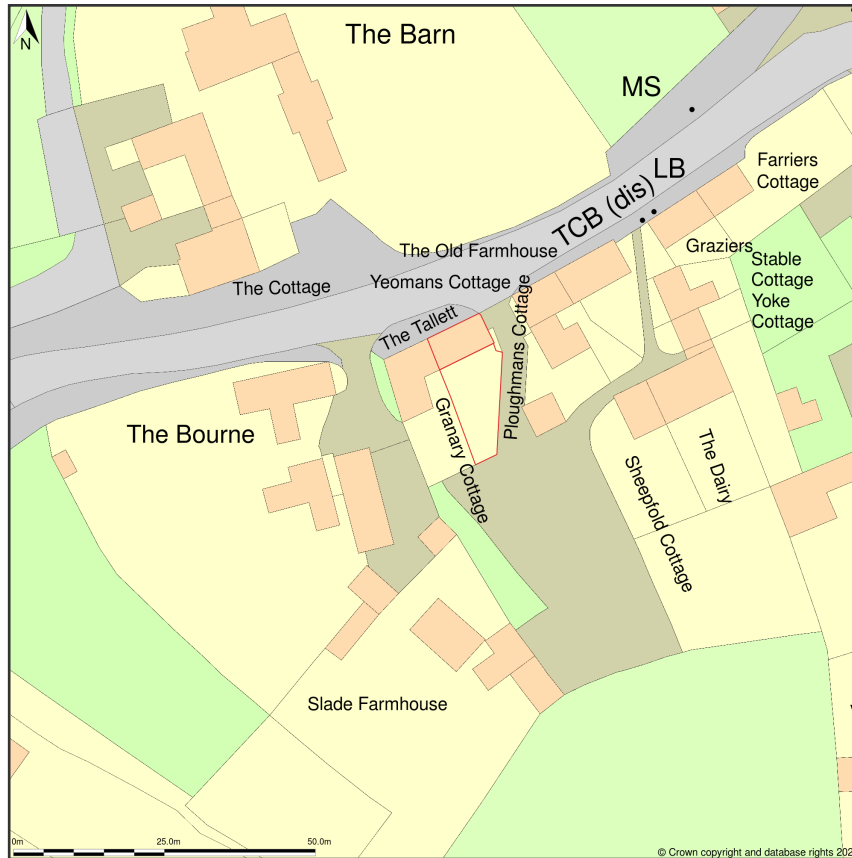 N
The Barn
MS
LB
TCB (dis)
Farriers
Cottage
The Old Farmhouse
Graziers
Stable
Cottage
Yoke
Cottage
Yeomans Cottage
The Cottage
The Tallett
Ploughmans Cottage
Granary Cottage
The Bourne
The Dairy
Sheepfold Cottage
Slade Farmhouse
0m
25.0m
50.0m
© Crown copyright and database rights 202